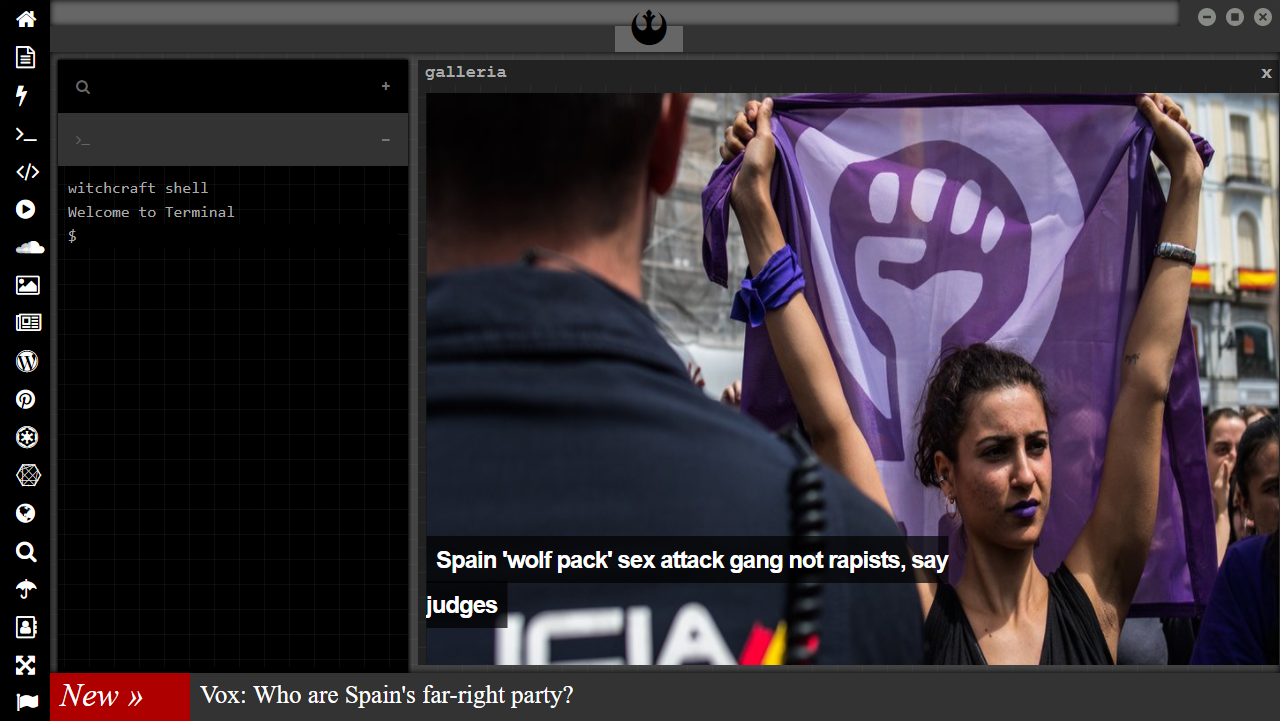 galleria
x
+
>_
–
witchcraft shell
Welcome to Terminal
$
Spain 'wolf pack' sex attack gang not rapists, say
judges
ICIA
New »
Vox: Who are Spain's far-right party?